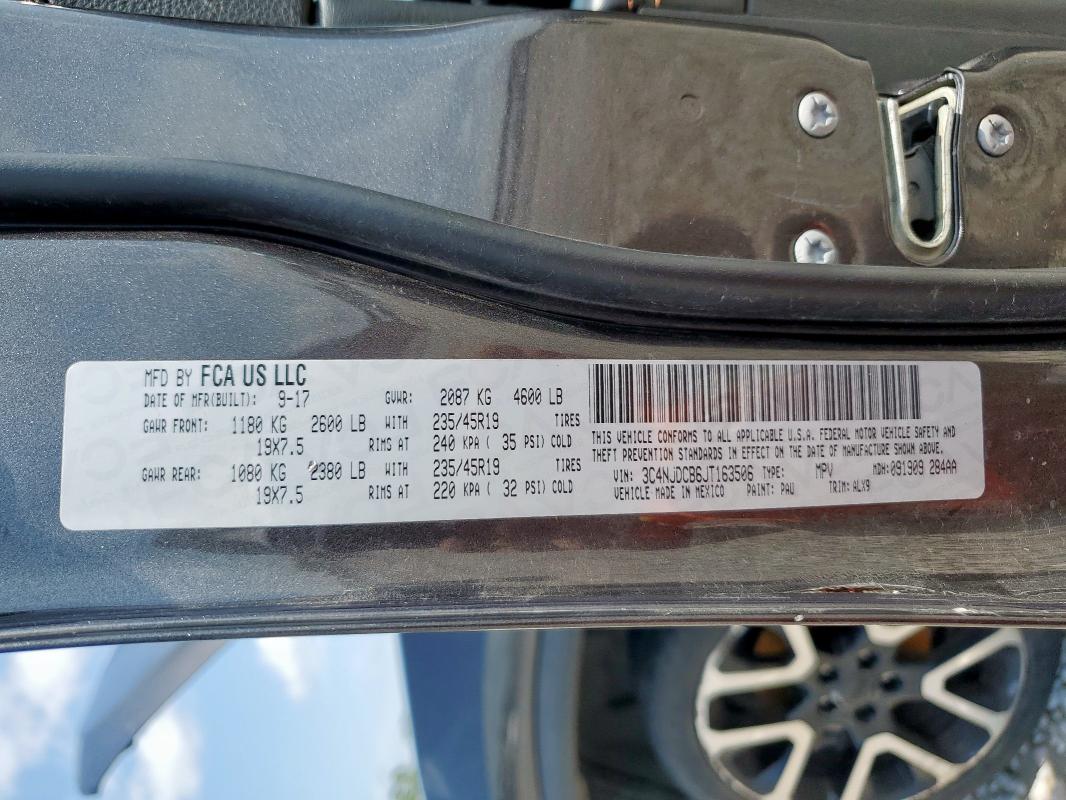 MFD BY FCA US LLC
DATE OF MFR(BUILT): 9-17 GVWR: 2087 KG 4600 LB
GAWR FRONT: 1180 KG 2600 LB WITH 235/45R19 TIRES
19X7.5 RIMS AT 240 KPA ( 35 PSI) COLD
GAWR REAR: 1080 KG 2380 LB WITH 235/45R19 TIRES
19X7.5 RIMS AT 220 KPA ( 32 PSI) COLD
THIS VEHICLE CONFORMS TO ALL APPLICABLE U.S.A. FEDERAL MOTOR VEHICLE SAFETY AND
THEFT PREVENTION STANDARDS IN EFFECT ON THE DATE OF MANUFACTURE SHOWN ABOVE.
VIN: 3C4NJDCB6JT163506 TYPE: MPV MDH: 091309 284AA
VEHICLE MADE IN MEXICO PAINT: PAU TRIM: ALX9